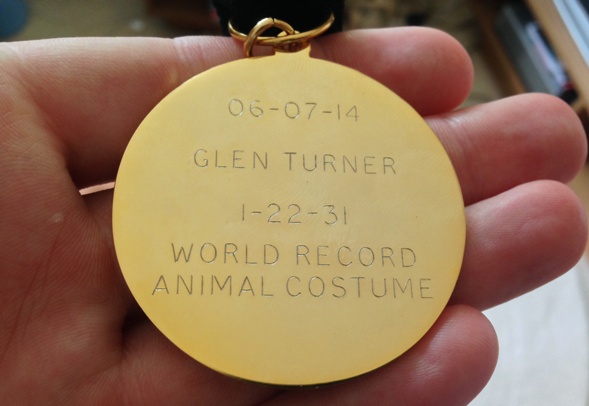 06-07-14
GLEN TURNER
1-22-31
WORLD RECORD
ANIMAL COSTUME